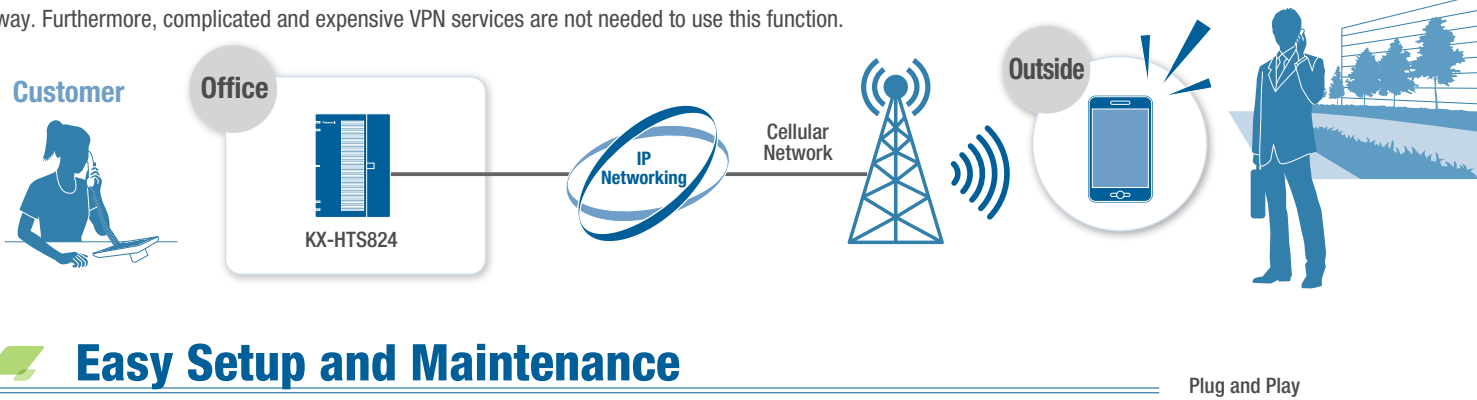 way. Furthermore, complicated and expensive VPN services are not needed to use this function.
Customer
Office
KX-HTS824
IP
Networking
Cellular
Network
Outside
Easy Setup and Maintenance
Plug and Play